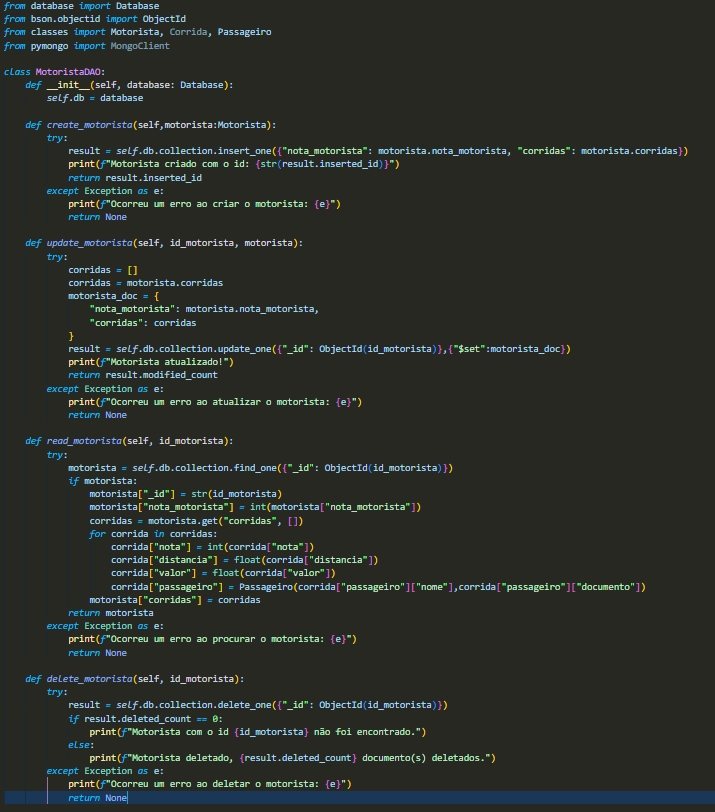 from database import Database
from bson.objectid import ObjectId
from classes import Motorista, Corrida, Passageiro
from pymongo import MongoClient

class MotoristaDAO:
    def __init__(self, database: Database):
        self.db = database

    def create_motorista(self,motorista:Motorista):
        try:
            result = self.db.collection.insert_one({"nota_motorista": motorista.nota_motorista, "corridas": motorista.corridas})
            print(f"Motorista criado com o id: {str(result.inserted_id)}")
            return result.inserted_id
        except Exception as e:
            print(f"Ocorreu um erro ao criar o motorista: {e}")
            return None

    def update_motorista(self, id_motorista, motorista):
        try:
            corridas = []
            corridas = motorista.corridas
            motorista_doc = {
                "nota_motorista": motorista.nota_motorista,
                "corridas": corridas
            }
            result = self.db.collection.update_one({"_id": ObjectId(id_motorista)},{"$set":motorista_doc})
            print(f"Motorista atualizado!")
            return result.modified_count
        except Exception as e:
            print(f"Ocorreu um erro ao atualizar o motorista: {e}")
            return None

    def read_motorista(self, id_motorista):
        try:
            motorista = self.db.collection.find_one({"_id": ObjectId(id_motorista)})
            if motorista:
                motorista["_id"] = str(id_motorista)
                motorista["nota_motorista"] = int(motorista["nota_motorista"])
                corridas = motorista.get("corridas", [])
                for corrida in corridas:
                    corrida["nota"] = int(corrida["nota"])
                    corrida["distancia"] = float(corrida["distancia"])
                    corrida["valor"] = float(corrida["valor"])
                    corrida["passageiro"] = Passageiro(corrida["passageiro"]["nome"],corrida["passageiro"]["documento"])
                motorista["corridas"] = corridas
            return motorista
        except Exception as e:
            print(f"Ocorreu um erro ao procurar o motorista: {e}")
            return None

    def delete_motorista(self, id_motorista):
        try:
            result = self.db.collection.delete_one({"_id": ObjectId(id_motorista)})
            if result.deleted_count == 0:
                print(f"Motorista com o id {id_motorista} não foi encontrado.")
            else:
                print(f"Motorista deletado, {result.deleted_count} documento(s) deletados.")
        except Exception as e:
            print(f"Ocorreu um erro ao deletar o motorista: {e}")
            return None